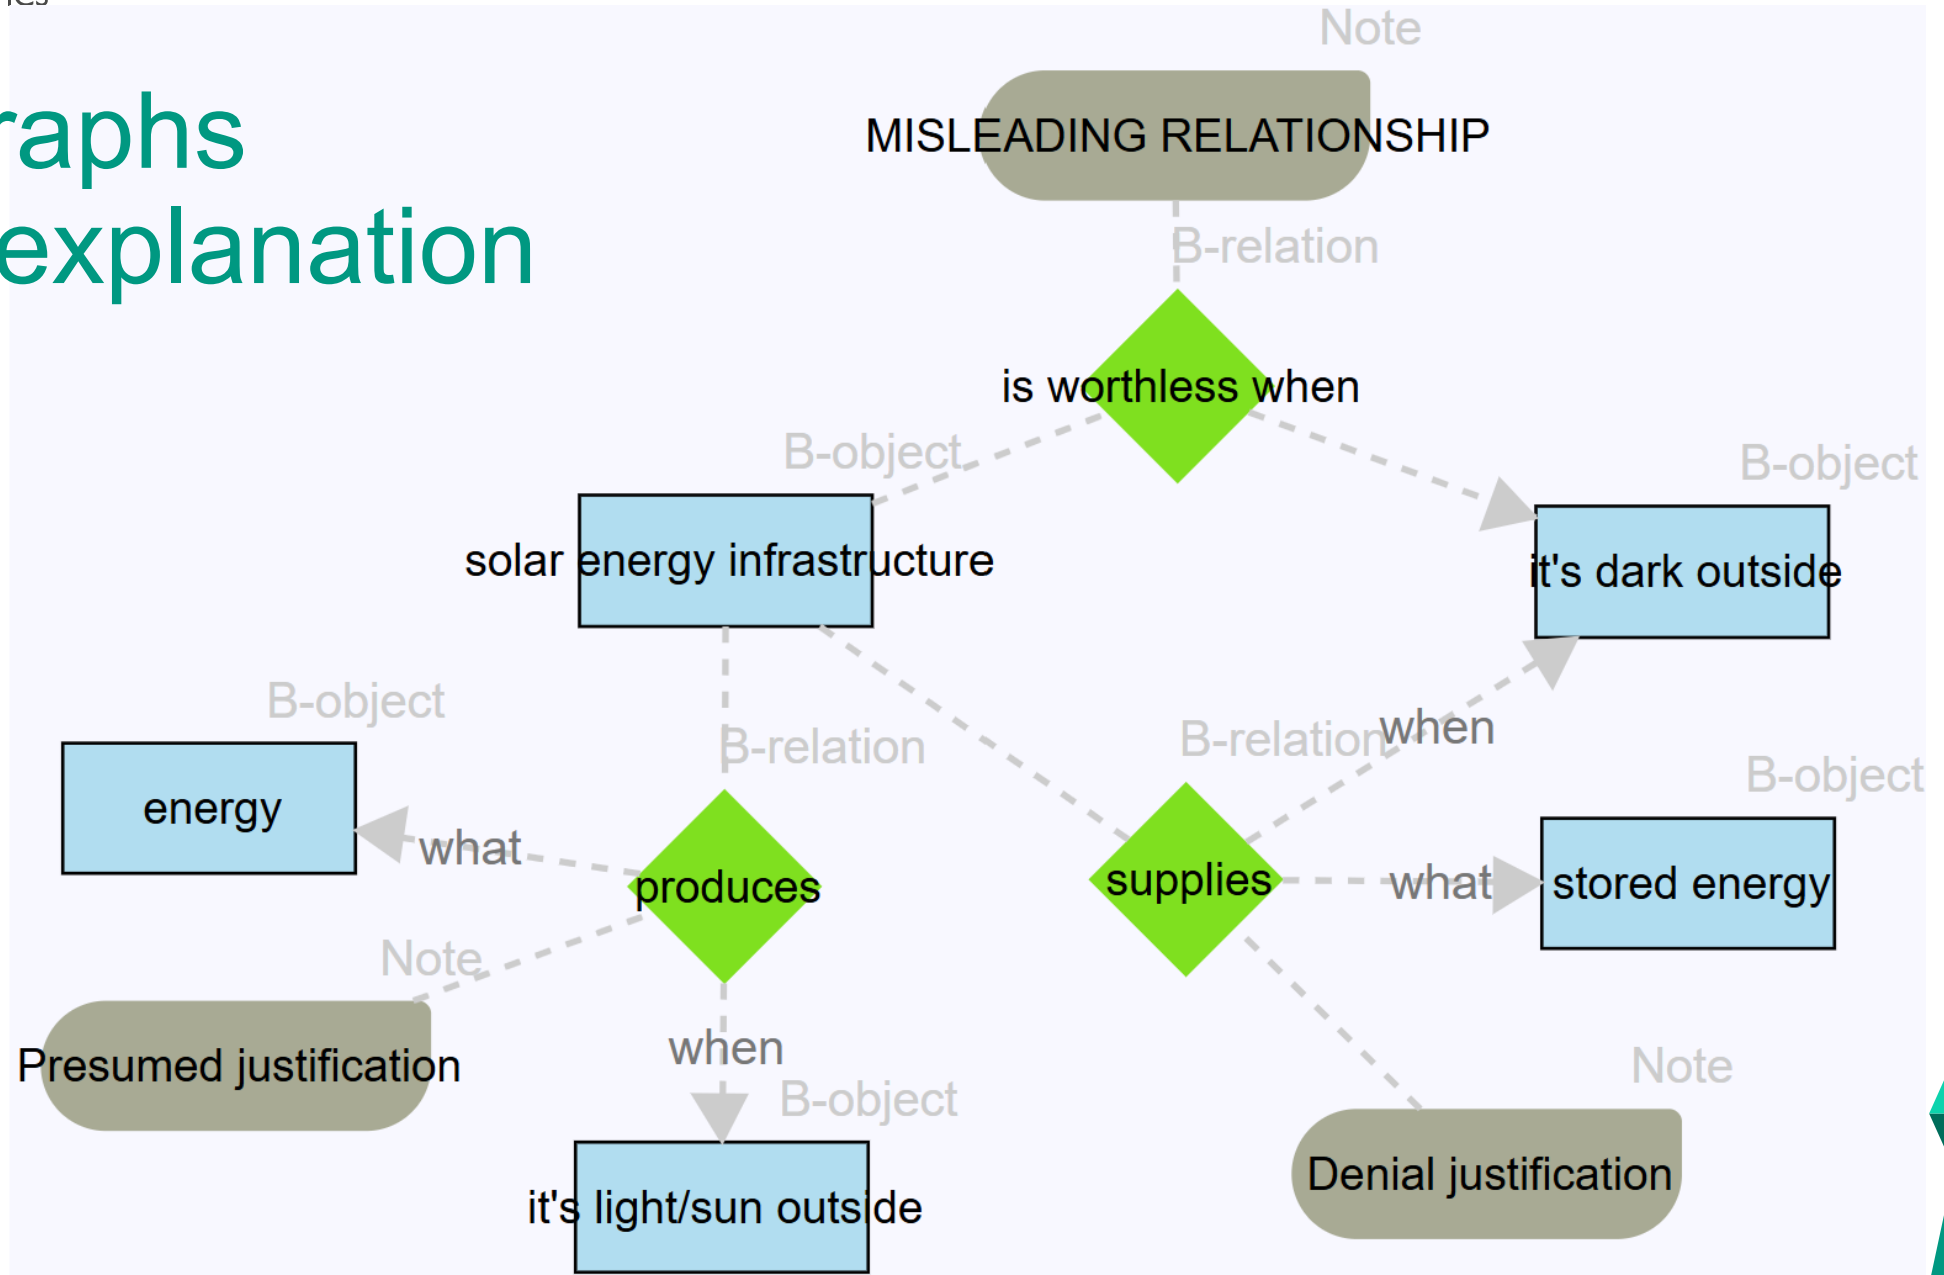 Note
MISLEADING RELATIONSHIP
raphs
explanation
B-relation
is worthless when
B-object
B-object
solar energy infrastructure
it's dark outside
B-object
B-relation
B-relation
when
B-object
energy
what
produces
supplies
what
stored energy
Note
Presumed justification
when
B-object
Note
it's light/sun outside
Denial justification